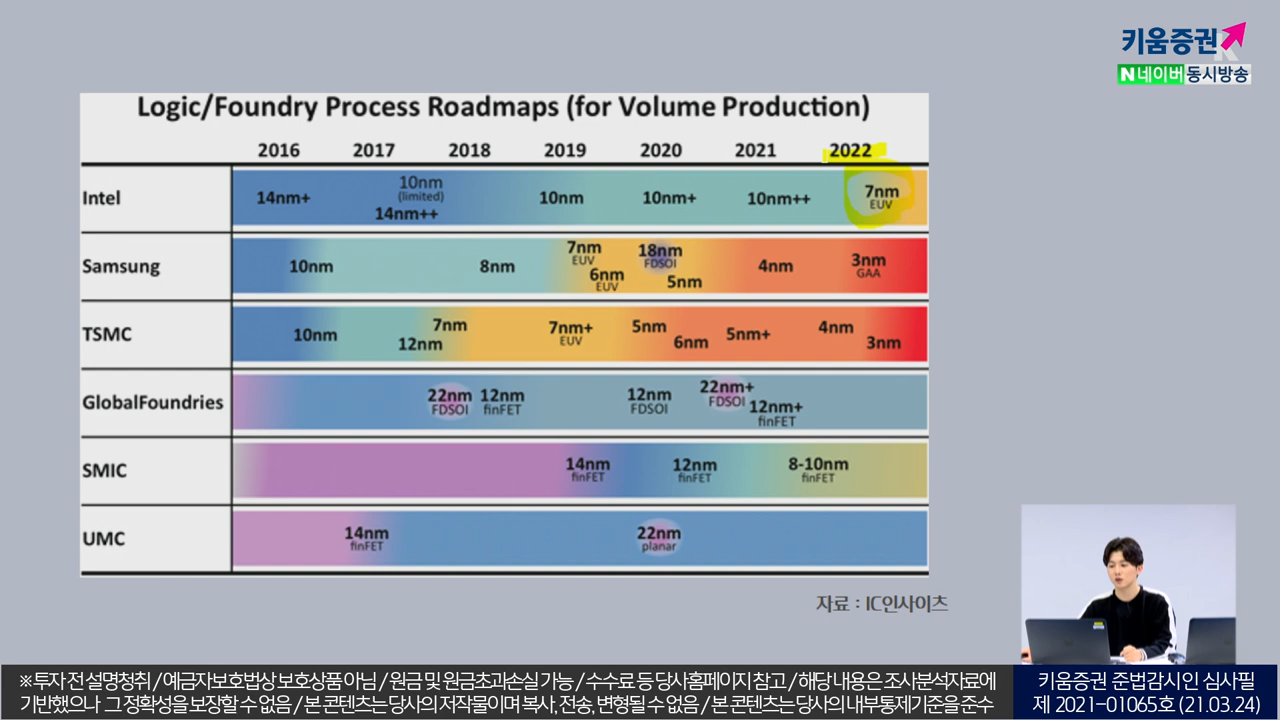 키움증권
N 네이버 동시방송
Logic/Foundry Process Roadmaps (for Volume Production)
2016 2017 2018 2019 2020 2021 2022
Intel 14nm+ 10nm (limited) 14nm++ 10nm 10nm+ 10nm++ 7nm EUV
Samsung 10nm 8nm 7nm EUV 6nm EUV 18nm FDSOI 5nm 4nm 3nm GAA
TSMC 10nm 7nm 12nm 7nm+ EUV 5nm 6nm 5nm+ 4nm 3nm
GlobalFoundries 22nm FDSOI 12nm finFET 12nm FDSOI 22nm+ FDSOI 12nm+ finFET
SMIC 14nm finFET 12nm finFET 8-10nm finFET
UMC 14nm finFET 22nm planar
자료 : IC인사이츠
※ 투자 전 설명청취 / 예금자보호법상 보호상품 아님 / 원금 및 원금초과손실 가능 / 수수료 등 당사홈페이지 참고 / 해당 내용은 조사분석자료에
기반했으나 그 정확성을 보장할 수 없음 / 본 콘텐츠는 당사의 저작물이며 복사, 전송, 변형될 수 없음 / 본 콘텐츠는 당사의 내부통제기준을 준수
키움증권 준법감시인 심사필
제 2021-01065호 (21.03.24)